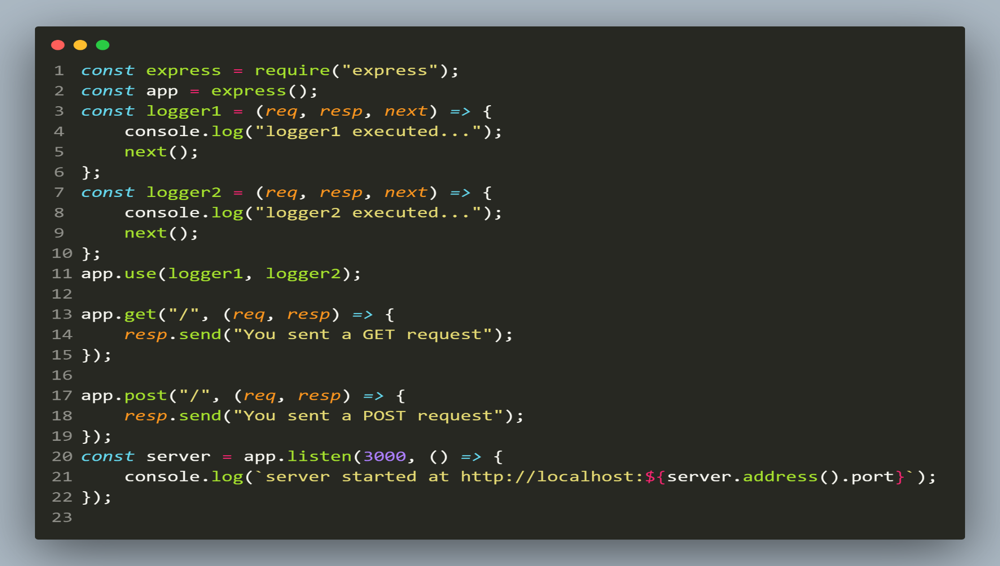 1 const express = require("express");
2 const app = express();
3 const logger1 = (req, resp, next) => {
4     console.log("logger1 executed...");
5     next();
6 };
7 const logger2 = (req, resp, next) => {
8     console.log("logger2 executed...");
9     next();
10 };
11 app.use(logger1, logger2);
12
13 app.get("/", (req, resp) => {
14     resp.send("You sent a GET request");
15 });
16
17 app.post("/", (req, resp) => {
18     resp.send("You sent a POST request");
19 });
20 const server = app.listen(3000, () => {
21     console.log(`server started at http://localhost:${server.address().port}`);
22 });
23